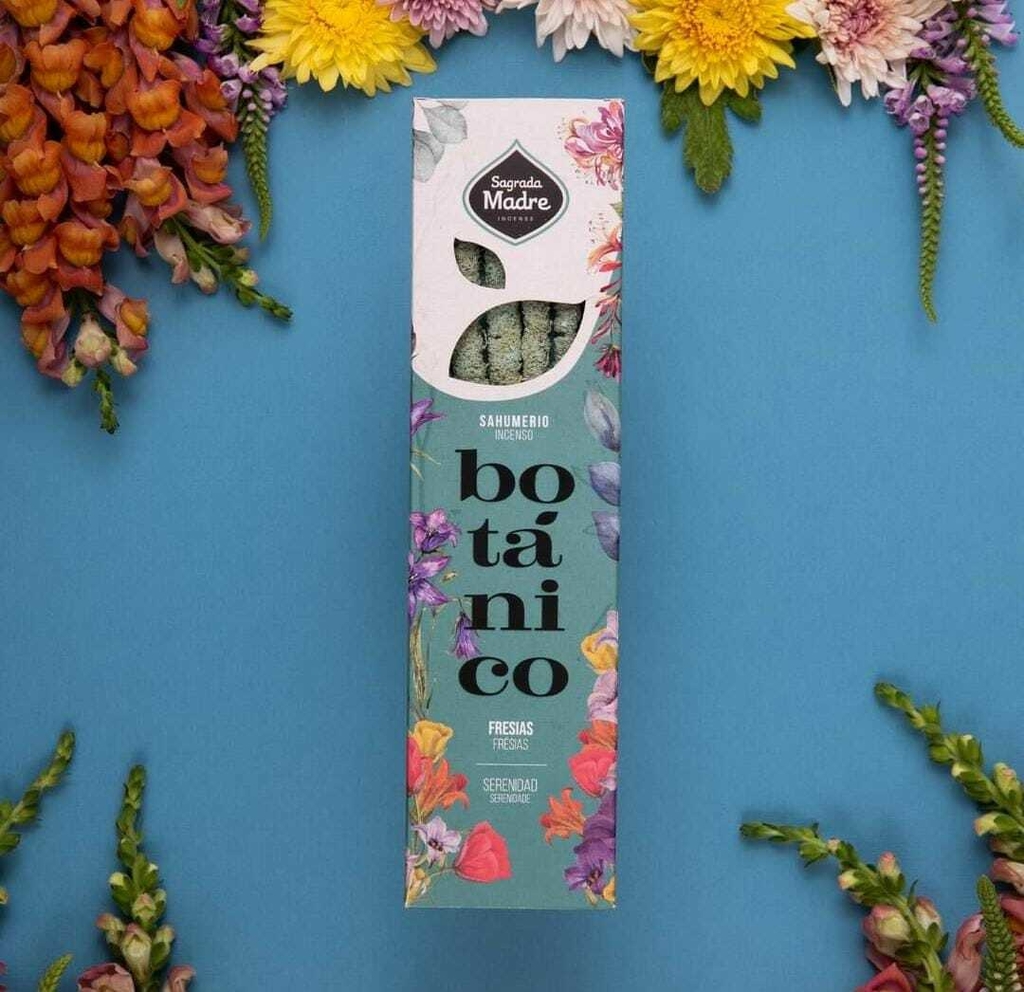 Sagrada
Madre
INCENSE
SAHUMERIO
INCENSO
bo
tá
ni
co
FRESIAS
FRÉSIAS
SERENIDAD
SERENIDADE